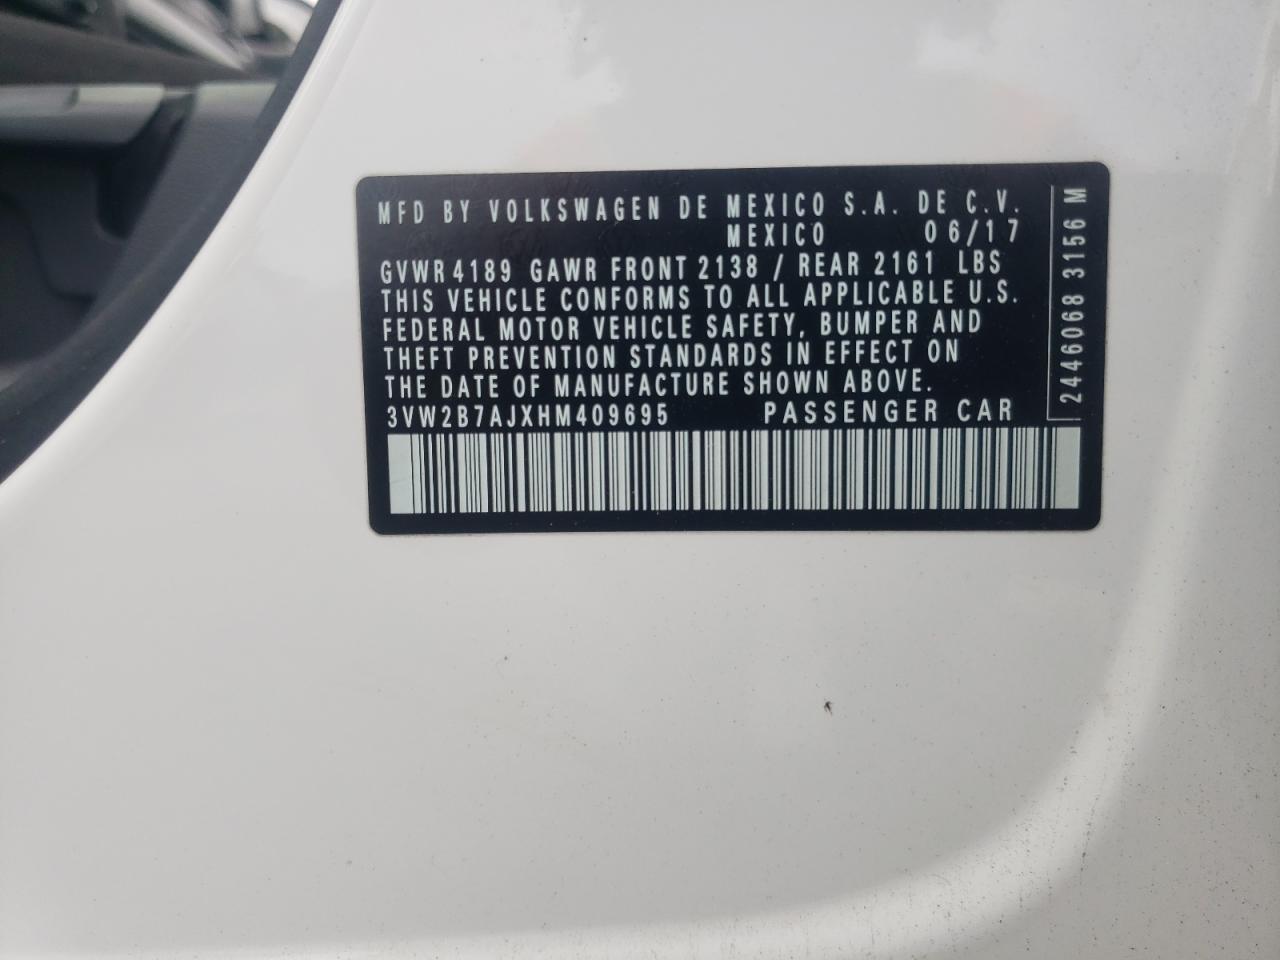 MFD BY VOLKSWAGEN DE MEXICO S.A. DE C.V.
MEXICO 06/17
GVWR 4189 GAWR FRONT 2138 / REAR 2161 LBS
THIS VEHICLE CONFORMS TO ALL APPLICABLE U.S.
FEDERAL MOTOR VEHICLE SAFETY, BUMPER AND
THEFT PREVENTION STANDARDS IN EFFECT ON
THE DATE OF MANUFACTURE SHOWN ABOVE.
3VW2B7AJXHM409695 PASSENGER CAR
2446068 3156 M